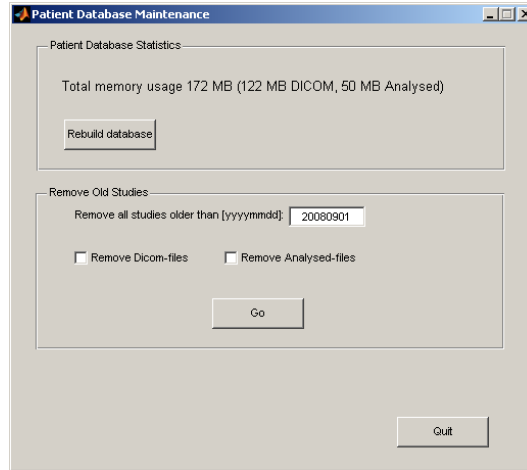 Patient Database Maintenance
Patient Database Statistics
Total memory usage 172 MB (122 MB DICOM, 50 MB Analysed)
Rebuild database
Remove Old Studies
Remove all studies older than [yyyymmdd]: 20080901
Remove Dicom-files Remove Analysed-files
Go
Quit